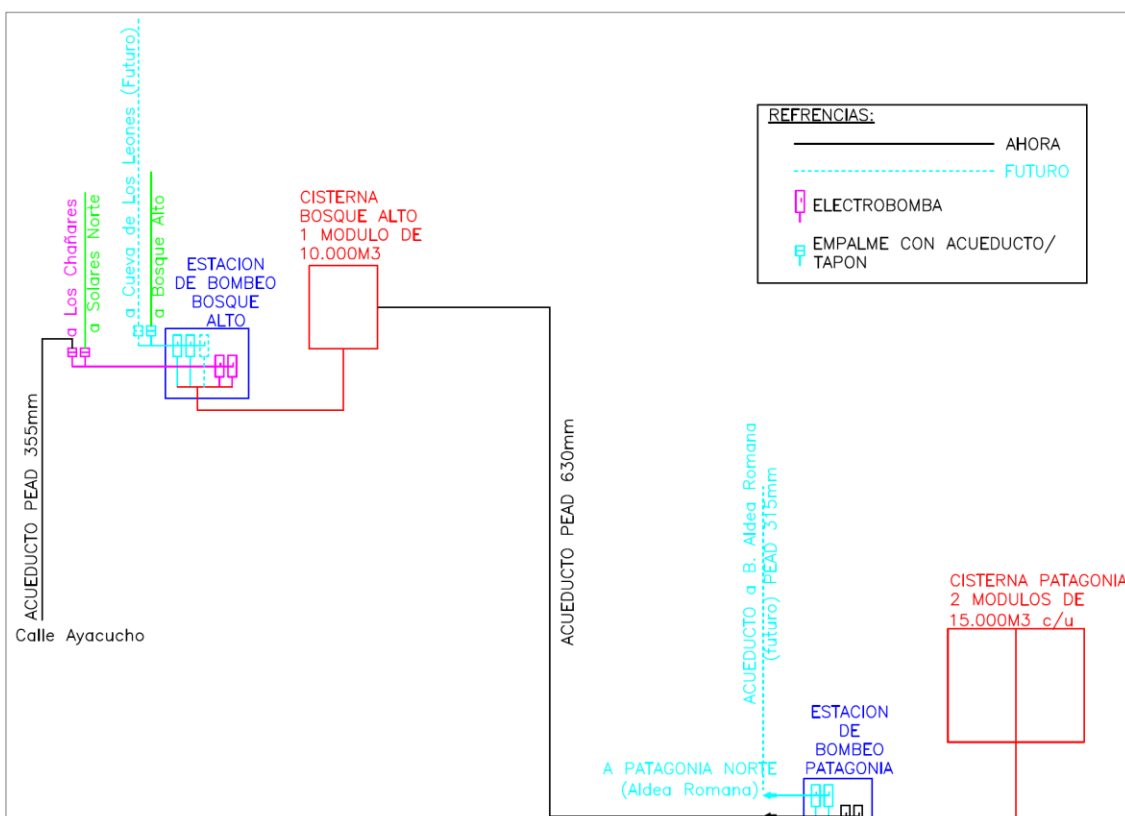 a Los Chañares
a Solares Norte
a Cueva de Los Leones (Futuro)
a Bosque Alto
ESTACION
DE BOMBEO
BOSQUE
ALTO
CISTERNA
BOSQUE ALTO
1 MODULO DE
10.000M3
REFRENCIAS:
AHORA
FUTURO
ELECTROBOMBA
EMPALME CON ACUEDUCTO/
TAPON
ACUEDUCTO PEAD 355mm
Calle Ayacucho
ACUEDUCTO PEAD 630mm
ACUEDUCTO a B. Aldea Romana
(futuro) PEAD 315mm
CISTERNA PATAGONIA
2 MODULOS DE
15.000M3 c/u
ESTACION
DE
BOMBEO
PATAGONIA
A PATAGONIA NORTE
(Aldea Romana)